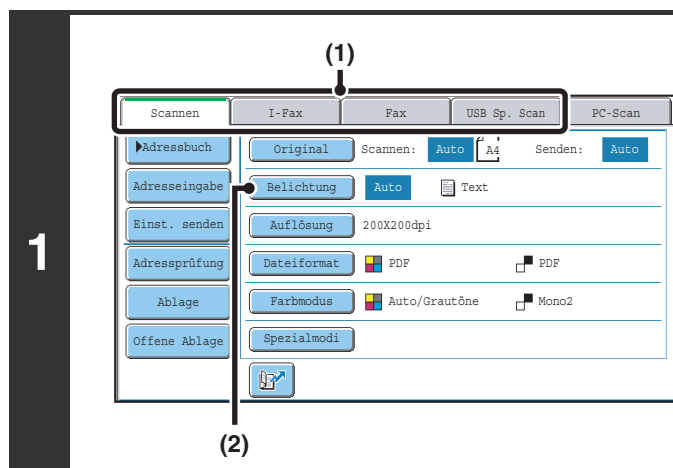 (1)
Scannen I-Fax Fax USB Sp. Scan PC-Scan
Adressbuch Original Scannen: Auto A4 Senden: Auto
Adresseingabe Belichtung Auto Text
Einst. senden Auflösung 200X200dpi
1
Adressprüfung Dateiformat PDF PDF
Ablage Farbmodus Auto/Grautöne Mono2
Offene Ablage Spezialmodi
(2)